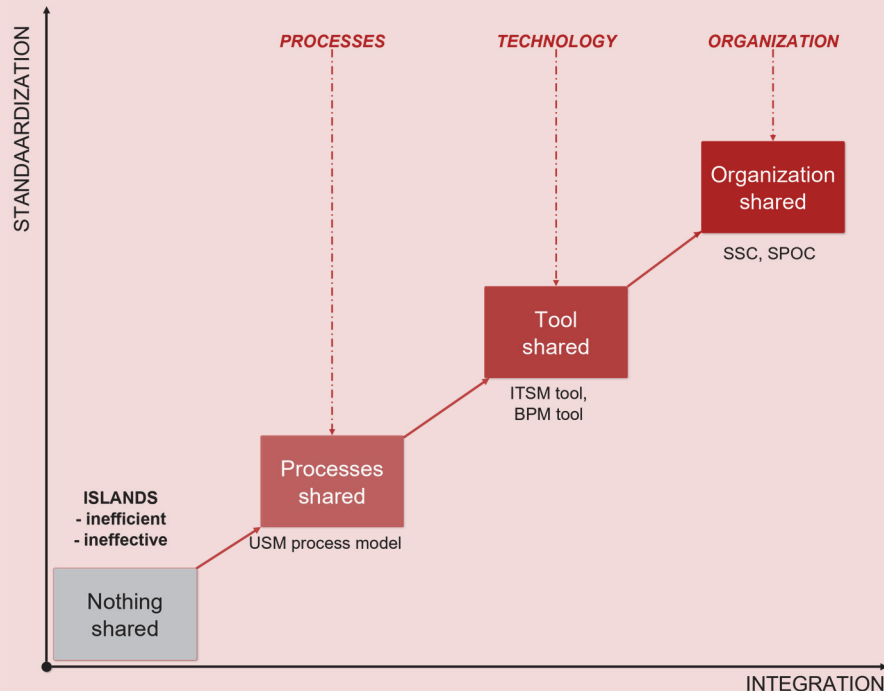 STANDAARDIZATION
PROCESSES
TECHNOLOGY
ORGANIZATION
Organization
shared
SSC, SPOC
Tool
shared
ITSM tool,
BPM tool
Processes
shared
USM process model
ISLANDS
- inefficient
- ineffective
Nothing
shared
INTEGRATION